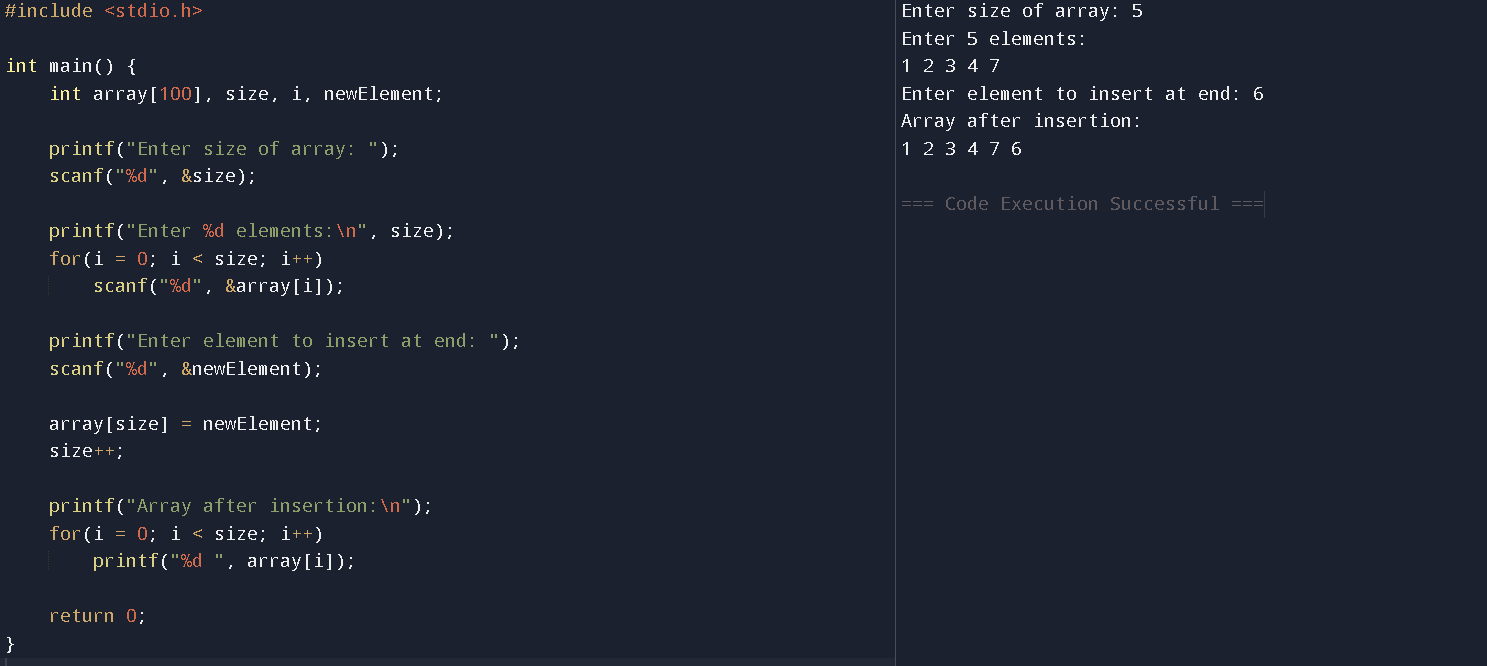 #include <stdio.h>
int main() {
    int array[100], size, i, newElement;
    printf("Enter size of array: ");
    scanf("%d", &size);
    printf("Enter %d elements:\n", size);
    for(i = 0; i < size; i++)
        scanf("%d", &array[i]);
    printf("Enter element to insert at end: ");
    scanf("%d", &newElement);
    array[size] = newElement;
    size++;
    printf("Array after insertion:\n");
    for(i = 0; i < size; i++)
        printf("%d ", array[i]);
    return 0;
}
Enter size of array: 5
Enter 5 elements:
1 2 3 4 7
Enter element to insert at end: 6
Array after insertion:
1 2 3 4 7 6
=== Code Execution Successful ===